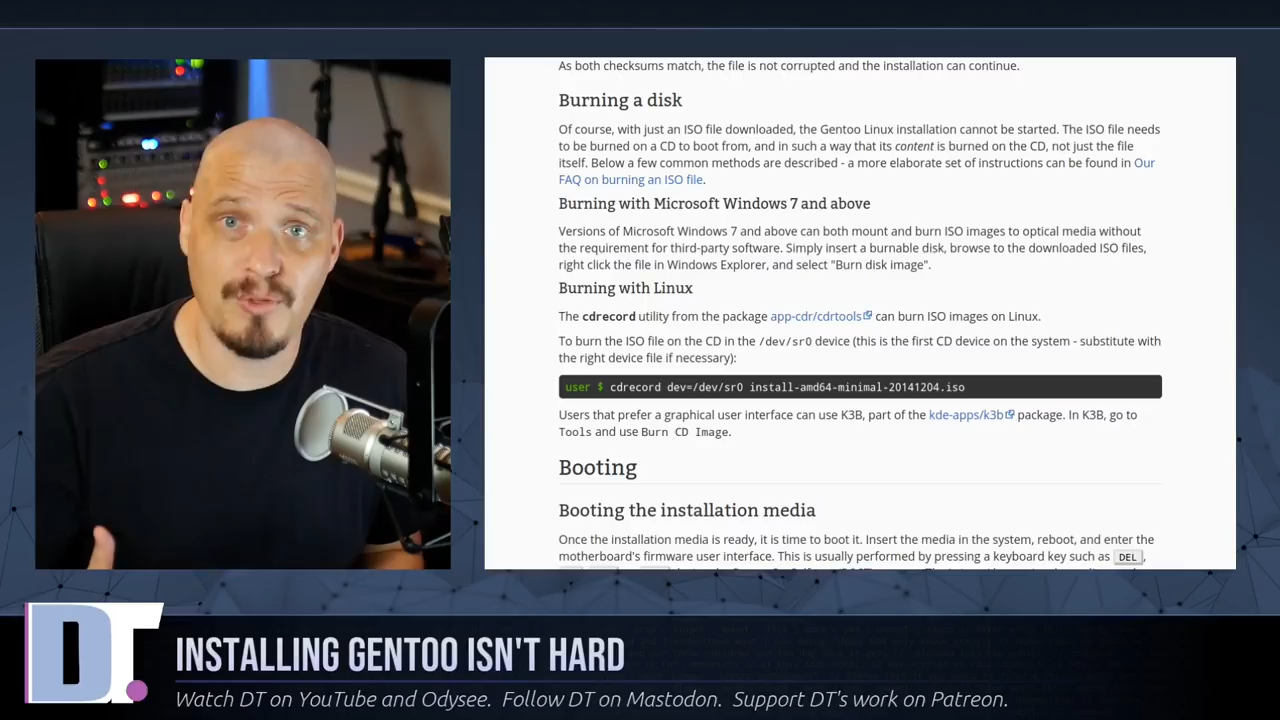 As both checksums match, the file is not corrupted and the installation can continue.
Burning a disk
Of course, with just an ISO file downloaded, the Gentoo Linux installation cannot be started. The ISO file needs
to be burned on a CD to boot from, and in such a way that its content is burned on the CD, not just the file
itself. Below a few common methods are described - a more elaborate set of instructions can be found in Our
FAQ on burning an ISO file.
Burning with Microsoft Windows 7 and above
Versions of Microsoft Windows 7 and above can both mount and burn ISO images to optical media without
the requirement for third-party software. Simply insert a burnable disk, browse to the downloaded ISO files,
right click the file in Windows Explorer, and select "Burn disk image".
Burning with Linux
The cdrecord utility from the package app-cdr/cdrtools can burn ISO images on Linux.
To burn the ISO file on the CD in the /dev/sr0 device (this is the first CD device on the system - substitute with
the right device file if necessary):
user $ cdrecord dev=/dev/sr0 install-amd64-minimal-20141204.iso
Users that prefer a graphical user interface can use K3B, part of the kde-apps/k3b package. In K3B, go to
Tools and use Burn CD Image.
Booting
Booting the installation media
Once the installation media is ready, it is time to boot it. Insert the media in the system, reboot, and enter the
motherboard's firmware user interface. This is usually performed by pressing a keyboard key such as DEL,
DT.
INSTALLING GENTOO ISN'T HARD
Watch DT on YouTube and Odysee. Follow DT on Mastodon. Support DT's work on Patreon.